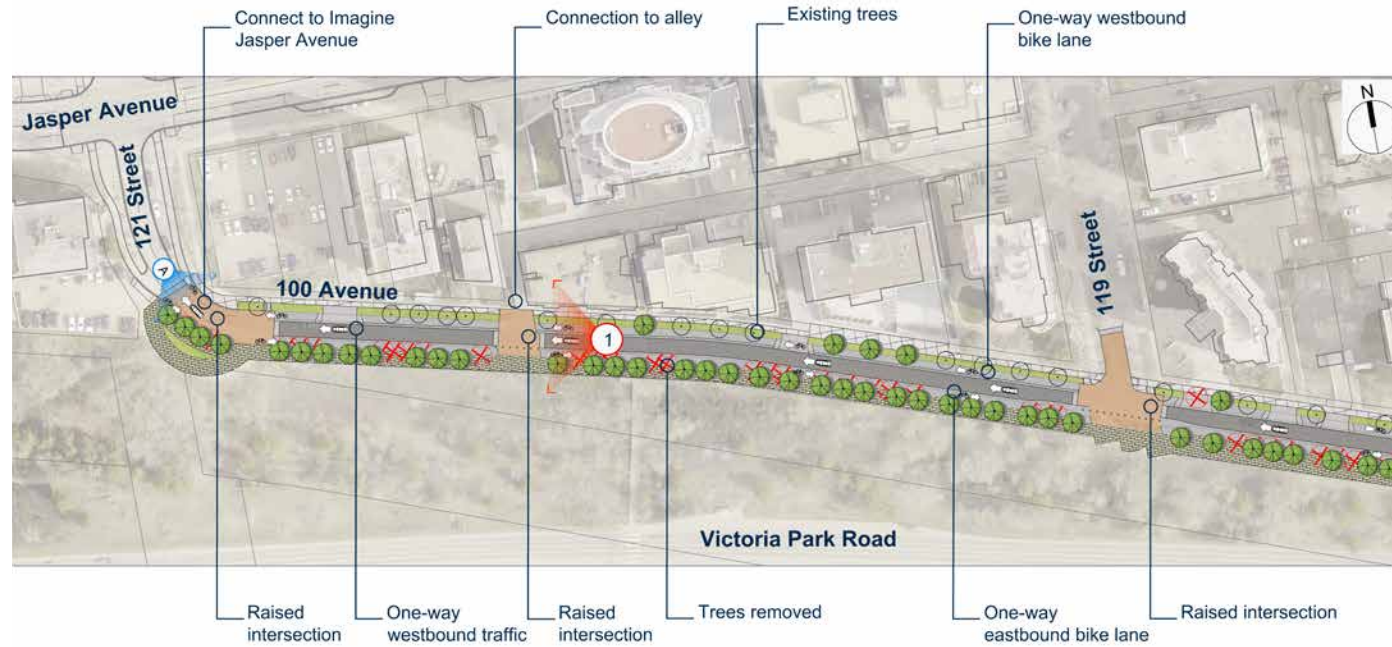 Connect to Imagine
Jasper Avenue
Connection to alley
Existing trees
One-way westbound
bike lane
Jasper Avenue
N
121 Street
A
100 Avenue
1
119 Street
Victoria Park Road
Raised
intersection
One-way
westbound traffic
Raised
intersection
Trees removed
One-way
eastbound bike lane
Raised intersection